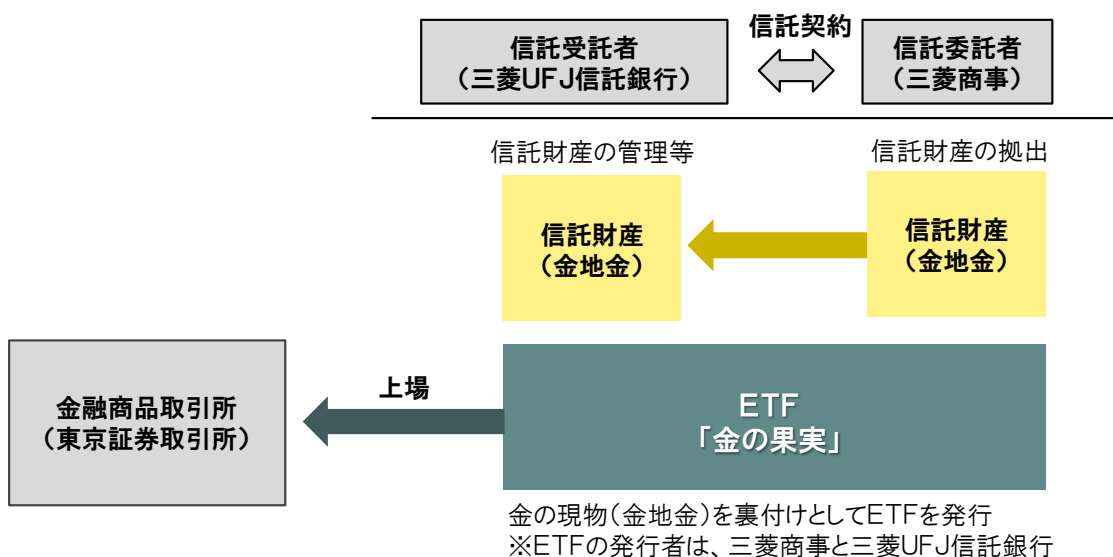 信託契約
信託受託者
（三菱UFJ信託銀行）
信託委託者
（三菱商事）
信託財産の管理等
信託財産の拠出
信託財産
（金地金）
信託財産
（金地金）
金融商品取引所
（東京証券取引所）
上場
ETF
「金の果実」
金の現物（金地金）を裏付けとしてETFを発行
※ETFの発行者は、三菱商事と三菱UFJ信託銀行